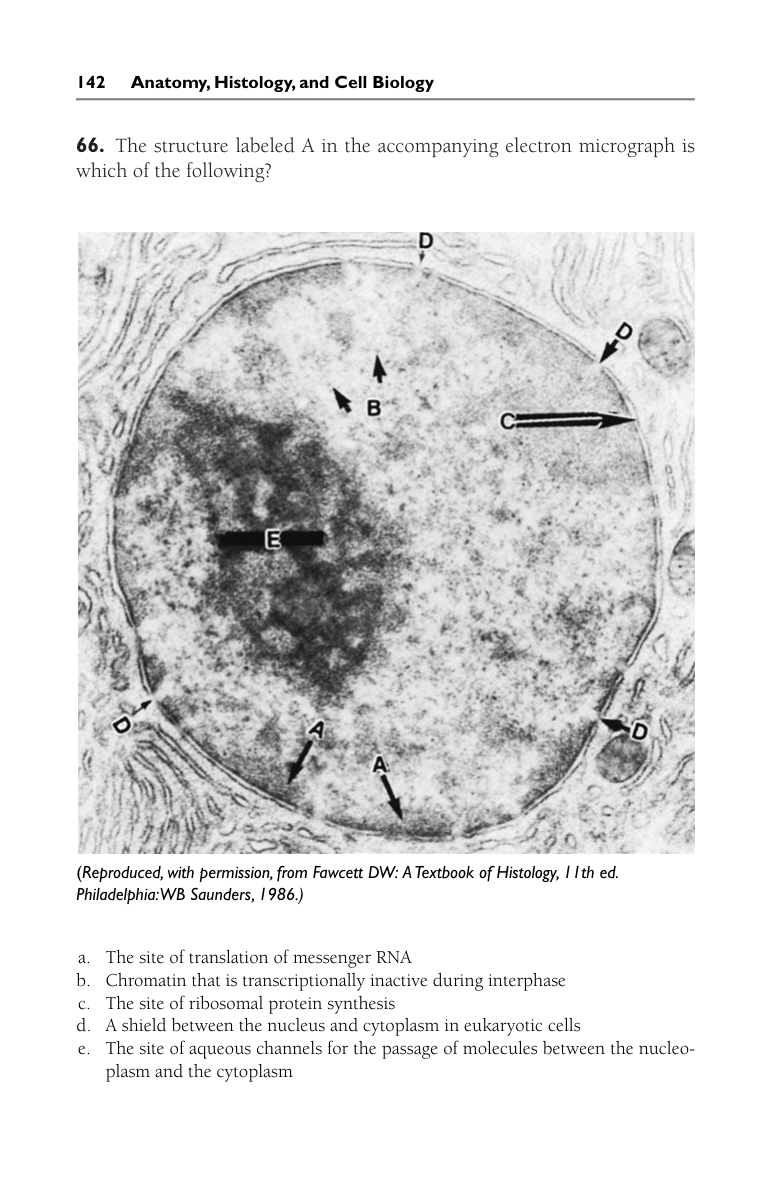 142 Anatomy, Histology, and Cell Biology
66. The structure labeled A in the accompanying electron micrograph is
which of the following?
D
D
B
C
E
D
A
D
A
(Reproduced, with permission, from Fawcett DW: A Textbook of Histology, 11th ed.
Philadelphia:WB Saunders, 1986.)
a. The site of translation of messenger RNA
b. Chromatin that is transcriptionally inactive during interphase
c. The site of ribosomal protein synthesis
d. A shield between the nucleus and cytoplasm in eukaryotic cells
e. The site of aqueous channels for the passage of molecules between the nucleo-
plasm and the cytoplasm